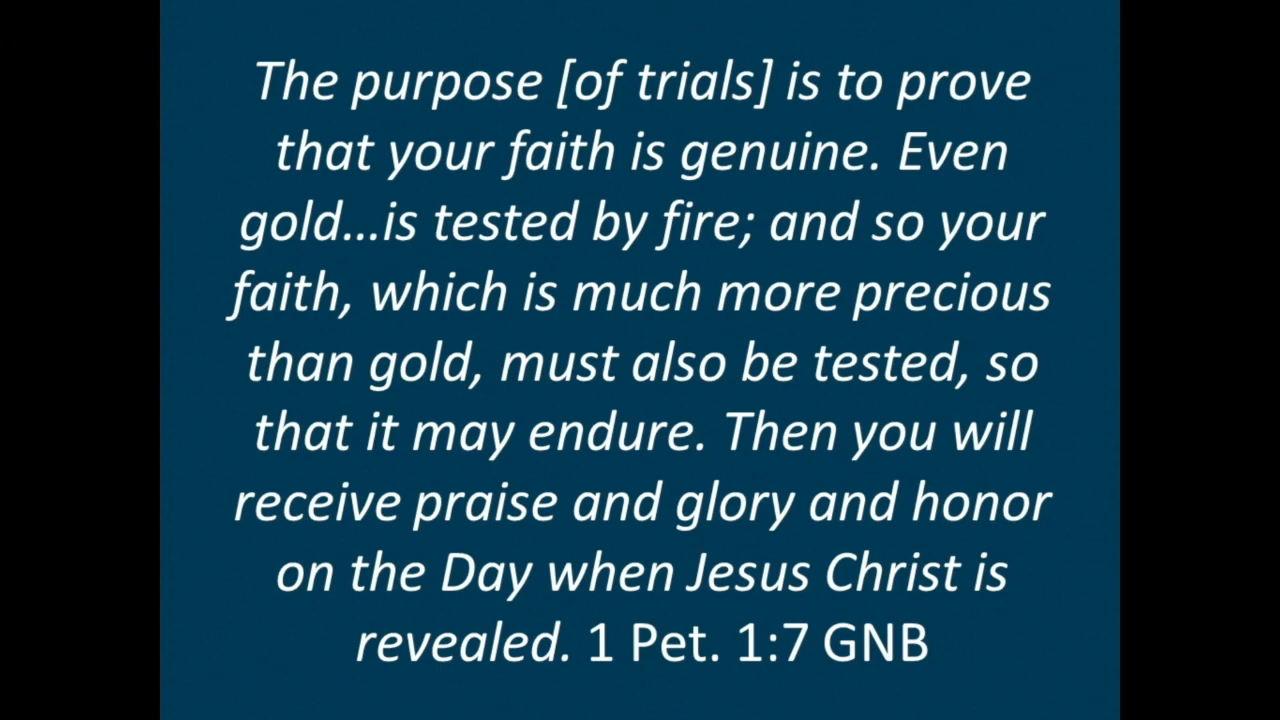 The purpose [of trials] is to prove
that your faith is genuine. Even
gold...is tested by fire; and so your
faith, which is much more precious
than gold, must also be tested, so
that it may endure. Then you will
receive praise and glory and honor
on the Day when Jesus Christ is
revealed. 1 Pet. 1:7 GNB